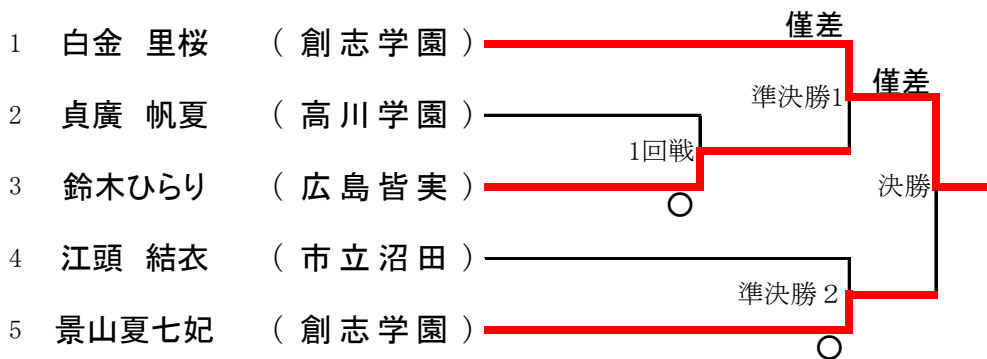 僅差
1 白金 里桜 ( 創志学園 )
僅差
準決勝1
2 貞廣 帆夏 ( 高川学園 )
1回戦
3 鈴木ひらり ( 広島皆実 )
決勝
○
4 江頭 結衣 ( 市立沼田 )
準決勝2
5 景山夏七妃 ( 創志学園 )
○